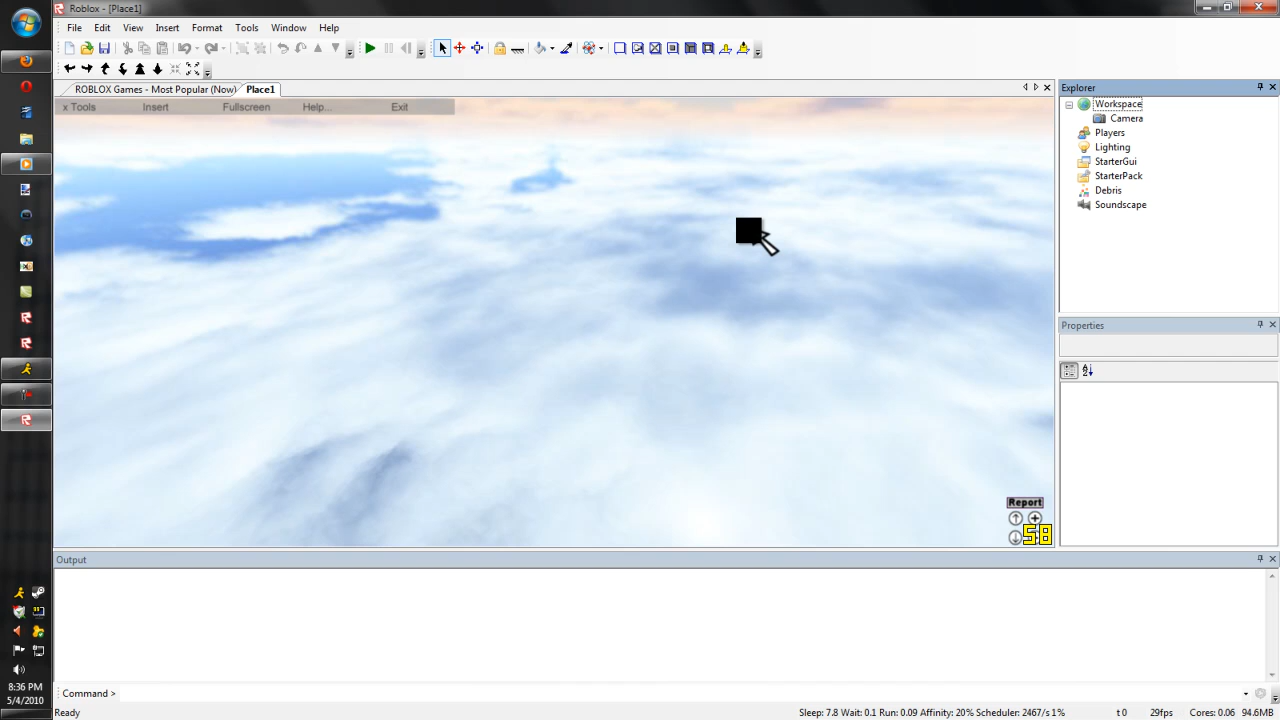 Roblox - [Place1]
File Edit View Insert Format Tools Window Help
ROBLOX Games - Most Popular (Now) Place1
x Tools Insert Fullscreen Help... Exit
Explorer
Workspace
Camera
Players
Lighting
StarterGui
StarterPack
Debris
Soundscape
Properties
Report
58
Output
8:36 PM
5/4/2010
Command >
Ready Sleep: 7.8 Wait: 0.1 Run: 0.09 Affinity: 20% Scheduler: 2467/s 1% t 0 29fps Cores: 0.06 94.6MB